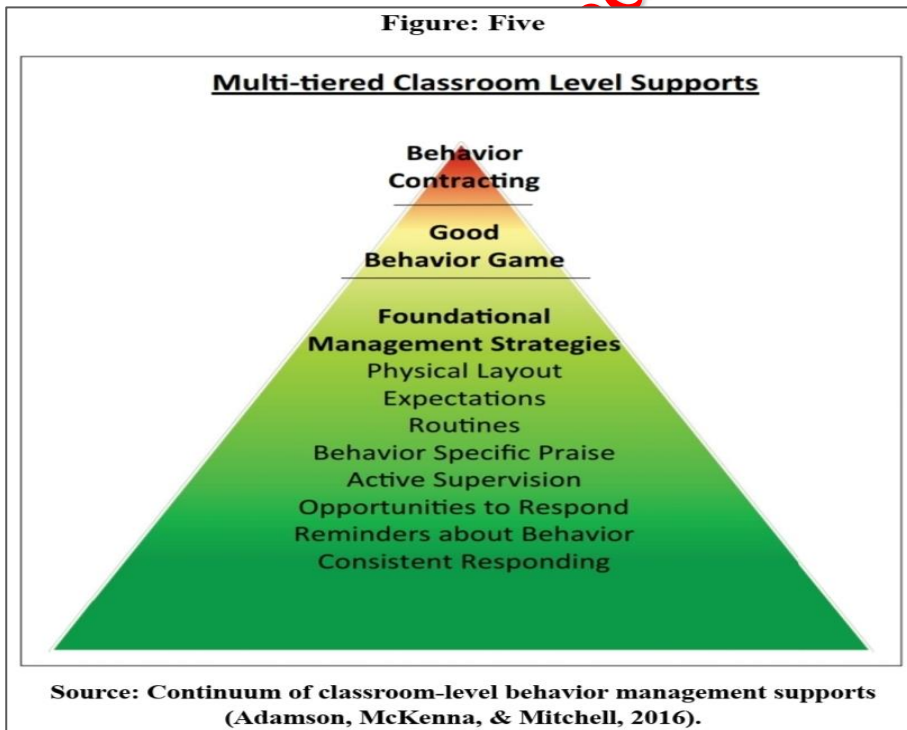 Figure: Five
Multi-tiered Classroom Level Supports
Behavior
Contracting
Good
Behavior Game
Foundational
Management Strategies
Physical Layout
Expectations
Routines
Behavior Specific Praise
Active Supervision
Opportunities to Respond
Reminders about Behavior
Consistent Responding
Source: Continuum of classroom-level behavior management supports
(Adamson, McKenna, & Mitchell, 2016).